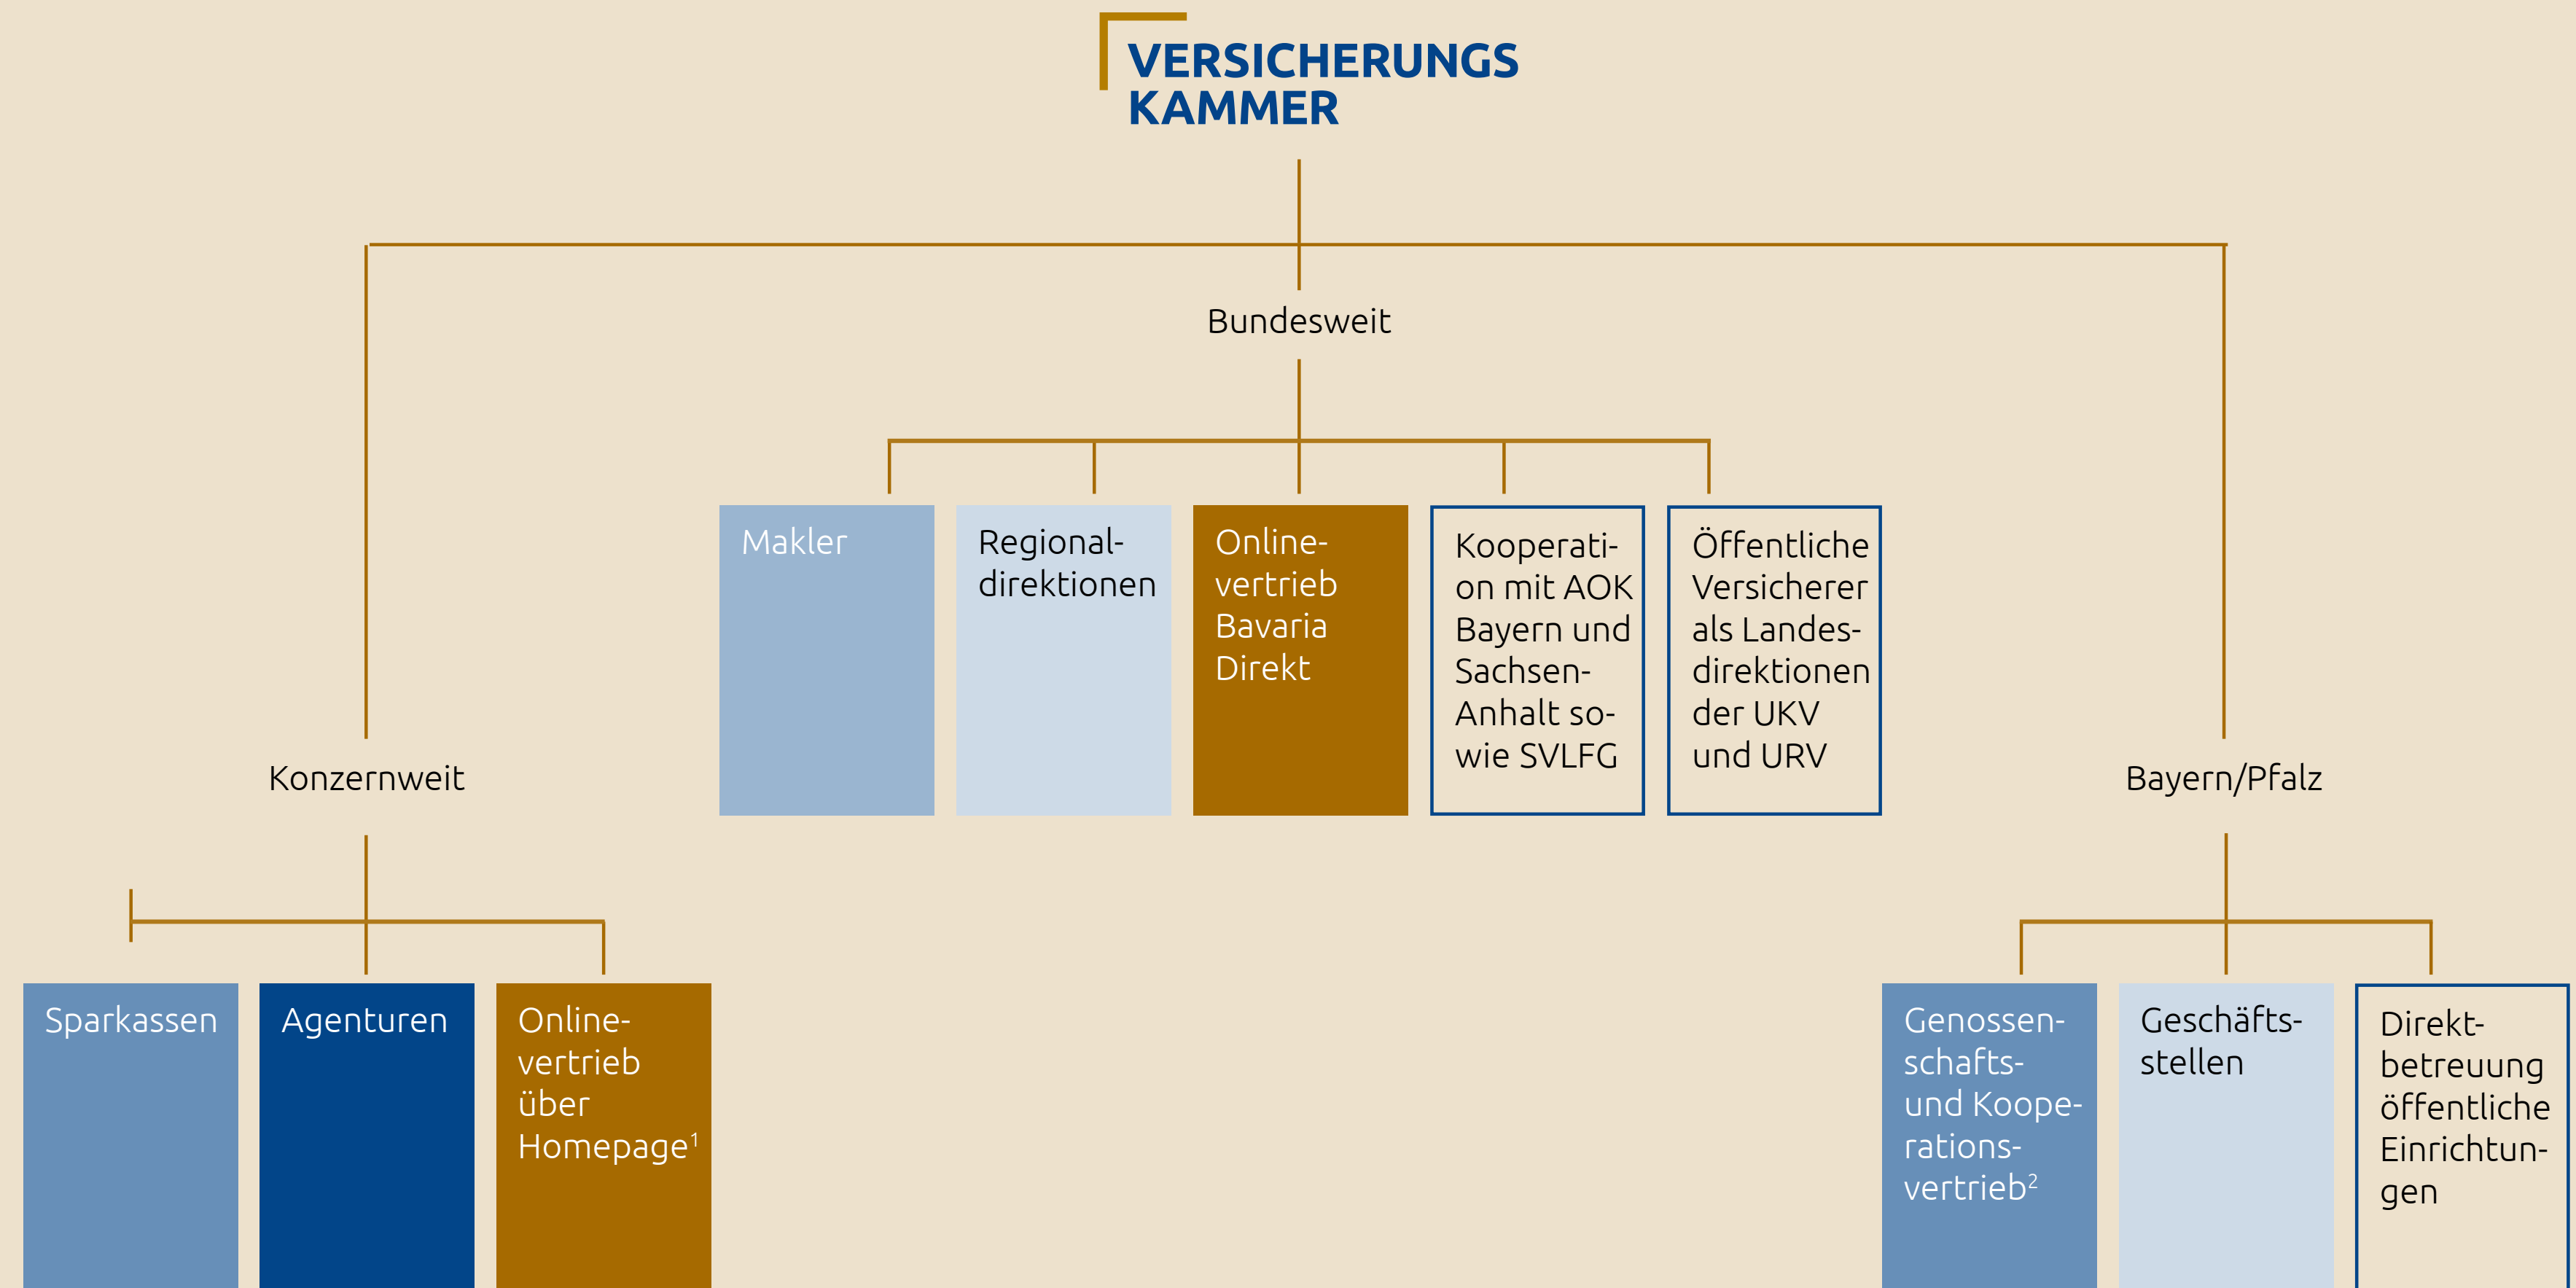 VERSICHERUNGS
KAMMER
Bundesweit
Makler
Regional-
direktionen
Online-
vertrieb
Bavaria
Direkt
Kooperati-
on mit AOK
Bayern und
Sachsen-
Anhalt so-
wie SVLFG
Öffentliche
Versicherer
als Landes-
direktionen
der UKV
und URV
Konzernweit
Sparkassen
Agenturen
Online-
vertrieb
über
Homepage¹
Bayern/Pfalz
Genossen-
schafts-
und Koope-
rations-
vertrieb²
Geschäfts-
stellen
Direkt-
betreuung
öffentliche
Einrichtun-
gen